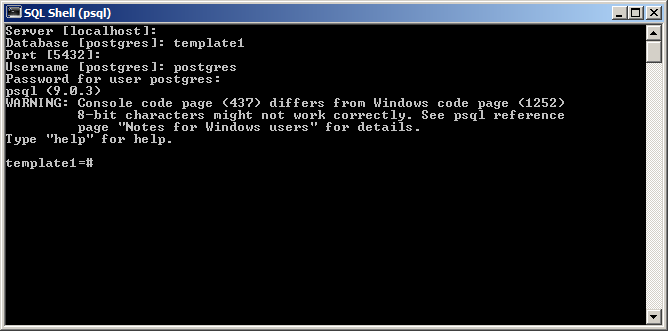 SQL Shell (psql)
Server [localhost]:
Database [postgres]: template1
Port [5432]:
Username [postgres]: postgres
Password for user postgres:
psql (9.0.3)
WARNING: Console code page (437) differs from Windows code page (1252)
         8-bit characters might not work correctly. See psql reference
         page "Notes for Windows users" for details.
Type "help" for help.

template1=#